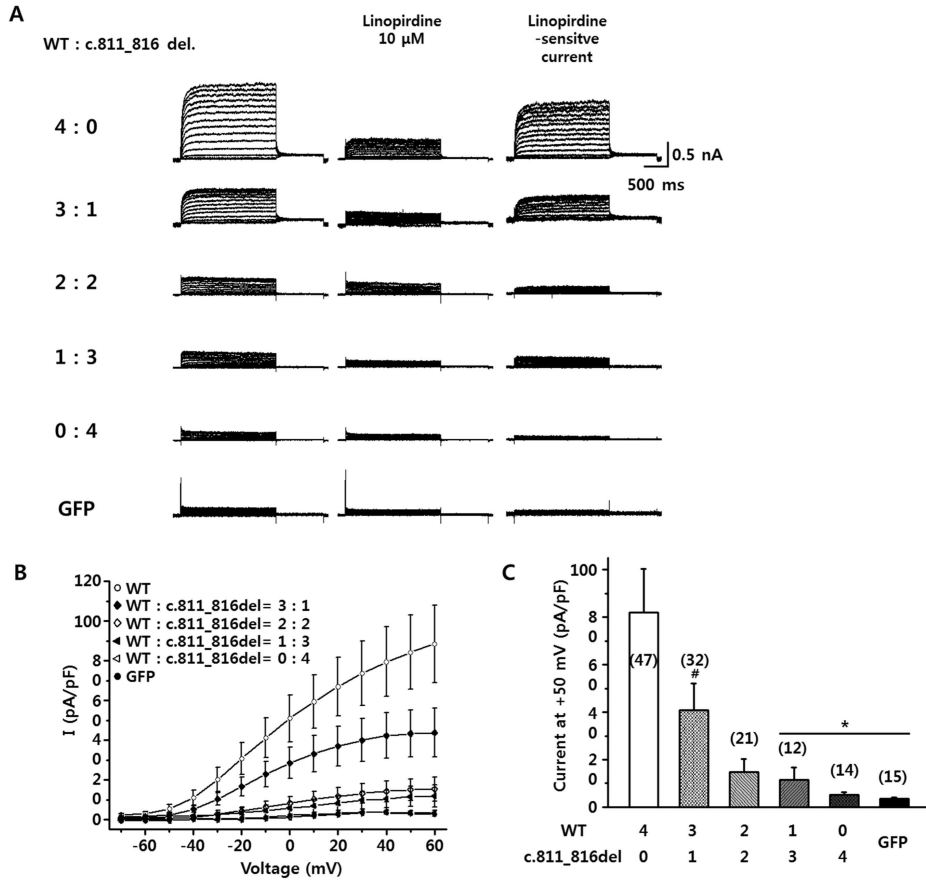 A
WT : c.811_816 del.
Linopirdine
10 μM
Linopirdine
-sensitve
current
4 : 0
0.5 nA
500 ms
3 : 1
2 : 2
1 : 3
0 : 4
GFP
B
I (pA/pF)
120
100
8
0
6
0
4
0
2
0
0
WT
WT : c.811_816del= 3 : 1
WT : c.811_816del= 2 : 2
WT : c.811_816del= 1 : 3
WT : c.811_816del= 0 : 4
GFP
-60 -40 -20 0 20 40 60
Voltage (mV)
C
Current at +50 mV (pA/pF)
100
8
0
6
0
4
0
2
0
0
(47)
(32)
#
(21)
(12)
*
(14)
(15)
WT 4 3 2 1 0
GFP
c.811_816del 0 1 2 3 4